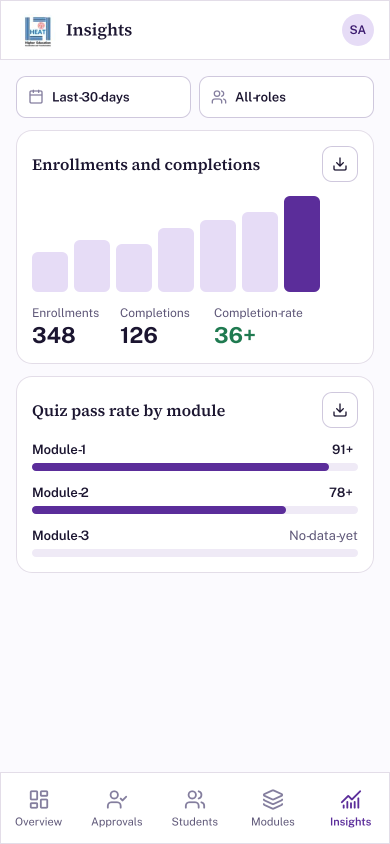 HEAT
Insights
SA
Last-30-days
All-roles
Enrollments and completions
Enrollments
Completions
Completion-rate
348
126
36+
Quiz pass rate by module
Module-1
91+
Module-2
78+
Module-3
No-data-yet
Overview
Approvals
Students
Modules
Insights